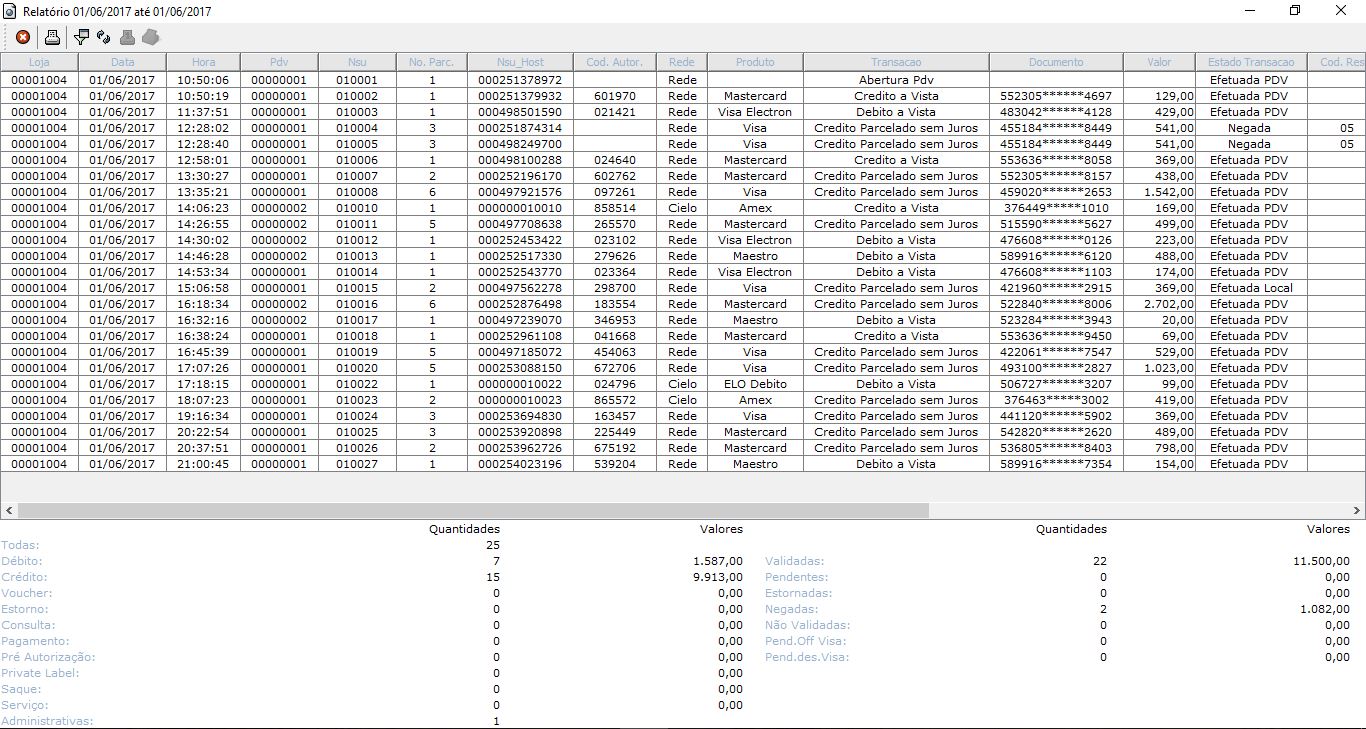 Relatório 01/06/2017 até 01/06/2017
Loja Data Hora Pdv Nsu No. Parc. Nsu_Host Cod. Autor. Rede Produto Transacao Documento Valor Estado Transacao Cod. Res
00001004 01/06/2017 10:50:06 00000001 010001 1 000251378972 Rede Abertura Pdv Efetuada PDV
00001004 01/06/2017 10:50:19 00000001 010002 1 000251379932 601970 Rede Mastercard Credito a Vista 552305******4697 129,00 Efetuada PDV
00001004 01/06/2017 11:37:51 00000001 010003 1 000498501590 021421 Rede Visa Electron Debito a Vista 483042******4128 429,00 Efetuada PDV
00001004 01/06/2017 12:28:02 00000001 010004 3 000251874314 Rede Visa Credito Parcelado sem Juros 455184******8449 541,00 Negada 05
00001004 01/06/2017 12:28:40 00000001 010005 3 000498249700 Rede Visa Credito Parcelado sem Juros 455184******8449 541,00 Negada 05
00001004 01/06/2017 12:58:01 00000001 010006 1 000498100288 024640 Rede Mastercard Credito a Vista 553636******8058 369,00 Efetuada PDV
00001004 01/06/2017 13:30:27 00000001 010007 2 000252196170 602762 Rede Mastercard Credito Parcelado sem Juros 552305******8157 438,00 Efetuada PDV
00001004 01/06/2017 13:35:21 00000001 010008 6 000497921576 097261 Rede Visa Credito Parcelado sem Juros 459020******2653 1.542,00 Efetuada PDV
00001004 01/06/2017 14:06:23 00000002 010010 1 000000010010 858514 Cielo Amex Credito a Vista 376449*****1010 169,00 Efetuada PDV
00001004 01/06/2017 14:26:55 00000002 010011 5 000497708638 265570 Rede Mastercard Credito Parcelado sem Juros 515590******5627 499,00 Efetuada PDV
00001004 01/06/2017 14:30:02 00000002 010012 1 000252453422 023102 Rede Visa Electron Debito a Vista 476608******0126 223,00 Efetuada PDV
00001004 01/06/2017 14:46:28 00000002 010013 1 000252517330 279626 Rede Maestro Debito a Vista 589916******6120 488,00 Efetuada PDV
00001004 01/06/2017 14:53:34 00000001 010014 1 000252543770 023364 Rede Visa Electron Debito a Vista 476608******1103 174,00 Efetuada PDV
00001004 01/06/2017 15:06:58 00000001 010015 2 000497562278 298700 Rede Visa Credito Parcelado sem Juros 421960******2915 369,00 Efetuada Local
00001004 01/06/2017 16:18:34 00000002 010016 6 000252876498 183554 Rede Mastercard Credito Parcelado sem Juros 522840******8006 2.702,00 Efetuada PDV
00001004 01/06/2017 16:32:16 00000002 010017 1 000497239070 346953 Rede Maestro Debito a Vista 523284******3943 20,00 Efetuada PDV
00001004 01/06/2017 16:38:24 00000001 010018 1 000252961108 041668 Rede Mastercard Credito a Vista 553636******9450 69,00 Efetuada PDV
00001004 01/06/2017 16:45:39 00000001 010019 5 000497185072 454063 Rede Visa Credito Parcelado sem Juros 422061******7547 529,00 Efetuada PDV
00001004 01/06/2017 17:07:26 00000001 010020 5 000253088150 672706 Rede Visa Credito Parcelado sem Juros 493100******2827 1.023,00 Efetuada PDV
00001004 01/06/2017 17:18:15 00000001 010022 1 000000010022 024796 Cielo ELO Debito Debito a Vista 506727******3207 99,00 Efetuada PDV
00001004 01/06/2017 18:07:23 00000001 010023 2 000000010023 865572 Cielo Amex Credito Parcelado sem Juros 376463*****3002 419,00 Efetuada PDV
00001004 01/06/2017 19:16:34 00000001 010024 3 000253694830 163457 Rede Visa Credito Parcelado sem Juros 441120******5902 369,00 Efetuada PDV
00001004 01/06/2017 20:22:54 00000001 010025 3 000253920898 225449 Rede Mastercard Credito Parcelado sem Juros 542820******2620 489,00 Efetuada PDV
00001004 01/06/2017 20:37:51 00000001 010026 2 000253962726 675192 Rede Mastercard Credito Parcelado sem Juros 536805******8403 798,00 Efetuada PDV
00001004 01/06/2017 21:00:45 00000001 010027 1 000254023196 539204 Rede Maestro Debito a Vista 589916******7354 154,00 Efetuada PDV
Quantidades Valores Quantidades Valores
Todas: 25
Débito: 7 1.587,00 Validadas: 22 11.500,00
Crédito: 15 9.913,00 Pendentes: 0 0,00
Voucher: 0 0,00 Estornadas: 0 0,00
Estorno: 0 0,00 Negadas: 2 1.082,00
Consulta: 0 0,00 Não Validadas: 0 0,00
Pagamento: 0 0,00 Pend.Off Visa: 0 0,00
Pré Autorização: 0 0,00 Pend.des.Visa: 0 0,00
Private Label: 0 0,00
Saque: 0 0,00
Serviço: 0 0,00
Administrativas: 1